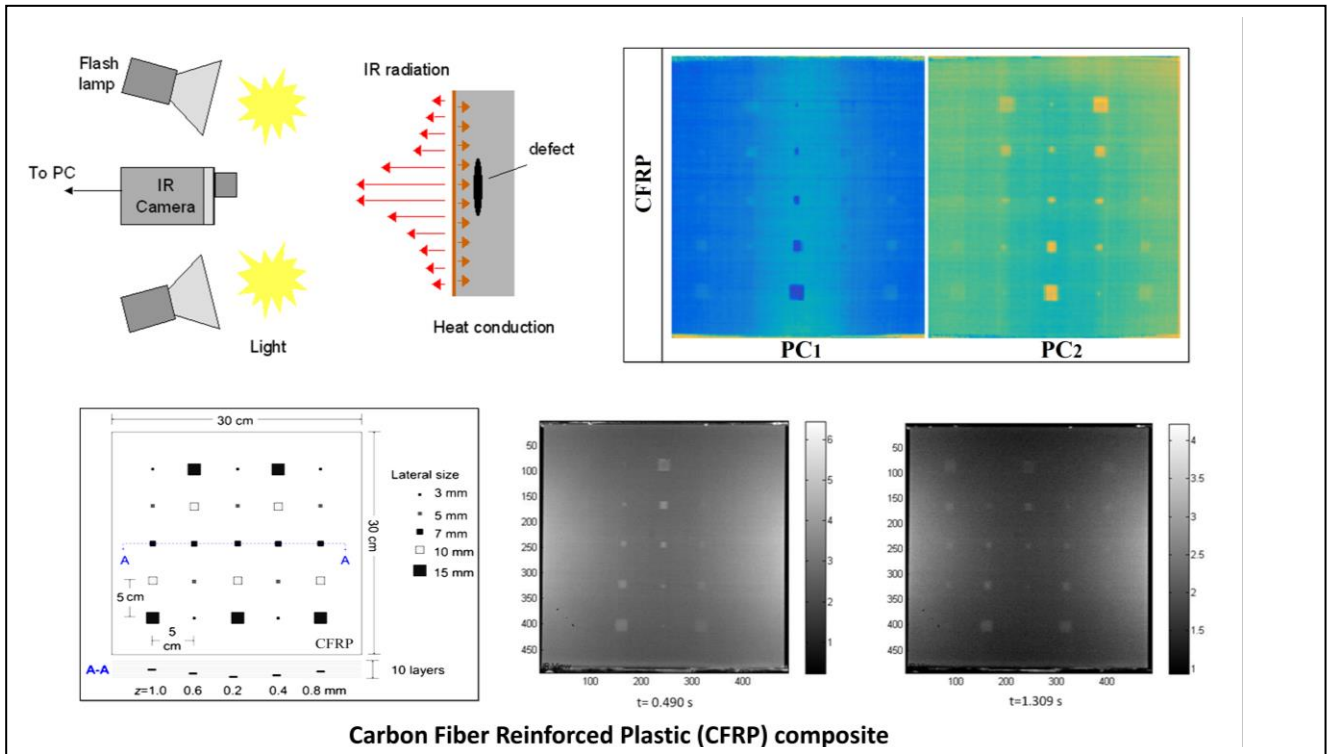 Flash
lamp
IR radiation
defect
To PC
IR
Camera
Heat conduction
Light
CFRP
PC1
PC2
30 cm
30 cm
Lateral size
3 mm
5 mm
7 mm
10 mm
15 mm
A
A
5
cm
5
cm
CFRP
A-A
10 layers
z=1.0 0.6 0.2 0.4 0.8 mm
50
100
150
200
250
300
350
400
450
100 200 300 400
6
5
4
3
2
1
t= 0.490 s
50
100
150
200
250
300
350
400
450
100 200 300 400
4
3.5
3
2.5
2
1.5
1
t=1.309 s
Carbon Fiber Reinforced Plastic (CFRP) composite